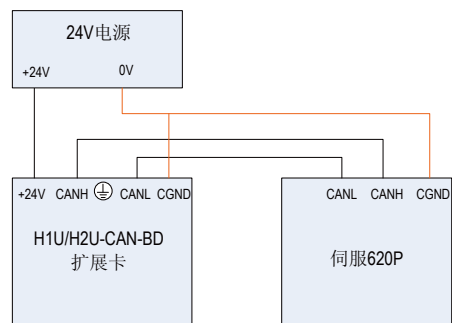 24V电源
+24V 0V
+24V CANH CANL CGND
H1U/H2U-CAN-BD
扩展卡
CANL CANH CGND
伺服620P